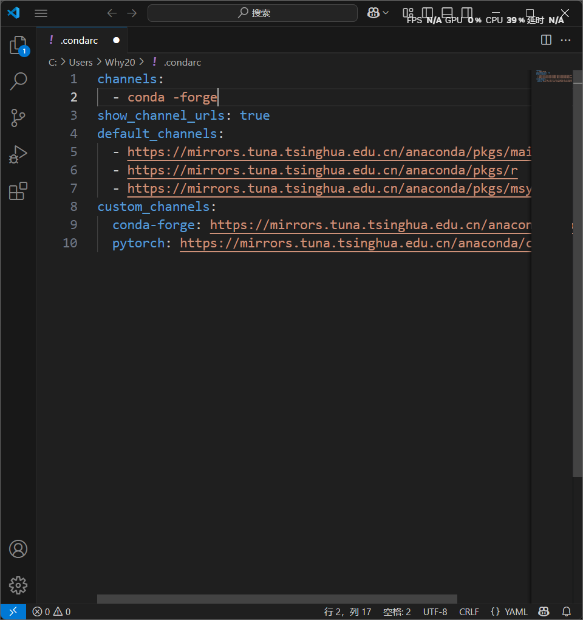 搜索
FPS N/A GPU 0 % CPU 39 % 延时 N/A
1
.condarc
C: > Users > Why20 > ! .condarc
1 channels:
2 - conda -forge
3 show_channel_urls: true
4 default_channels:
5 - https://mirrors.tuna.tsinghua.edu.cn/anaconda/pkgs/mai
6 - https://mirrors.tuna.tsinghua.edu.cn/anaconda/pkgs/r
7 - https://mirrors.tuna.tsinghua.edu.cn/anaconda/pkgs/msy
8 custom_channels:
9 conda-forge: https://mirrors.tuna.tsinghua.edu.cn/anacon
10 pytorch: https://mirrors.tuna.tsinghua.edu.cn/anaconda/c
0 0 行 2, 列 17 空格: 2 UTF-8 CRLF {} YAML